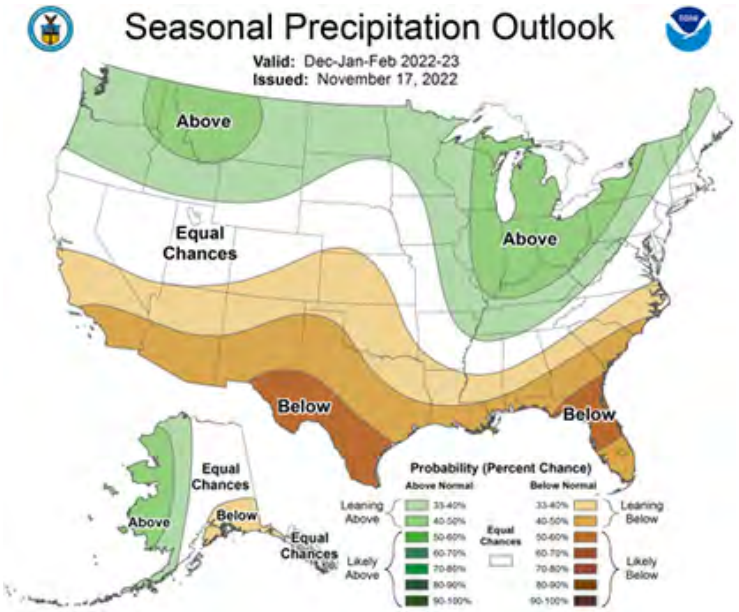 Seasonal Precipitation Outlook
Valid: Dec-Jan-Feb 2022-23
Issued: November 17, 2022
Above
Equal
Chances
Above
Below
Below
Equal
Chances
Above
Below
Equal
Chances
Probability (Percent Chance)
Above Normal
Below Normal
Leaning
Above
33-40%
40-50%
Likely
Above
50-60%
60-70%
70-80%
80-90%
90-100%
Equal
Chances
33-40%
40-50%
Leaning
Below
50-60%
60-70%
70-80%
80-90%
90-100%
Likely
Below